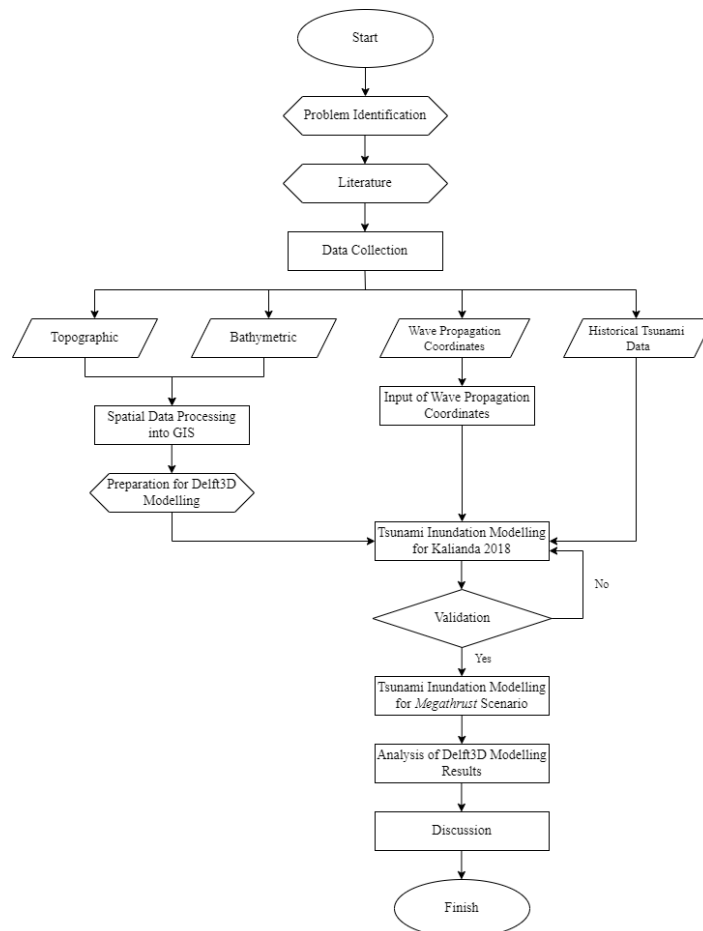 Start
Problem Identification
Literature
Data Collection
Topographic
Bathymetric
Wave Propagation
Coordinates
Historical Tsunami
Data
Spatial Data Processing
into GIS
Input of Wave Propagation
Coordinates
Preparation for Delft3D
Modelling
Tsunami Inundation Modelling
for Kalianda 2018
No
Validation
Yes
Tsunami Inundation Modelling
for Megathrust Scenario
Analysis of Delft3D Modelling
Results
Discussion
Finish